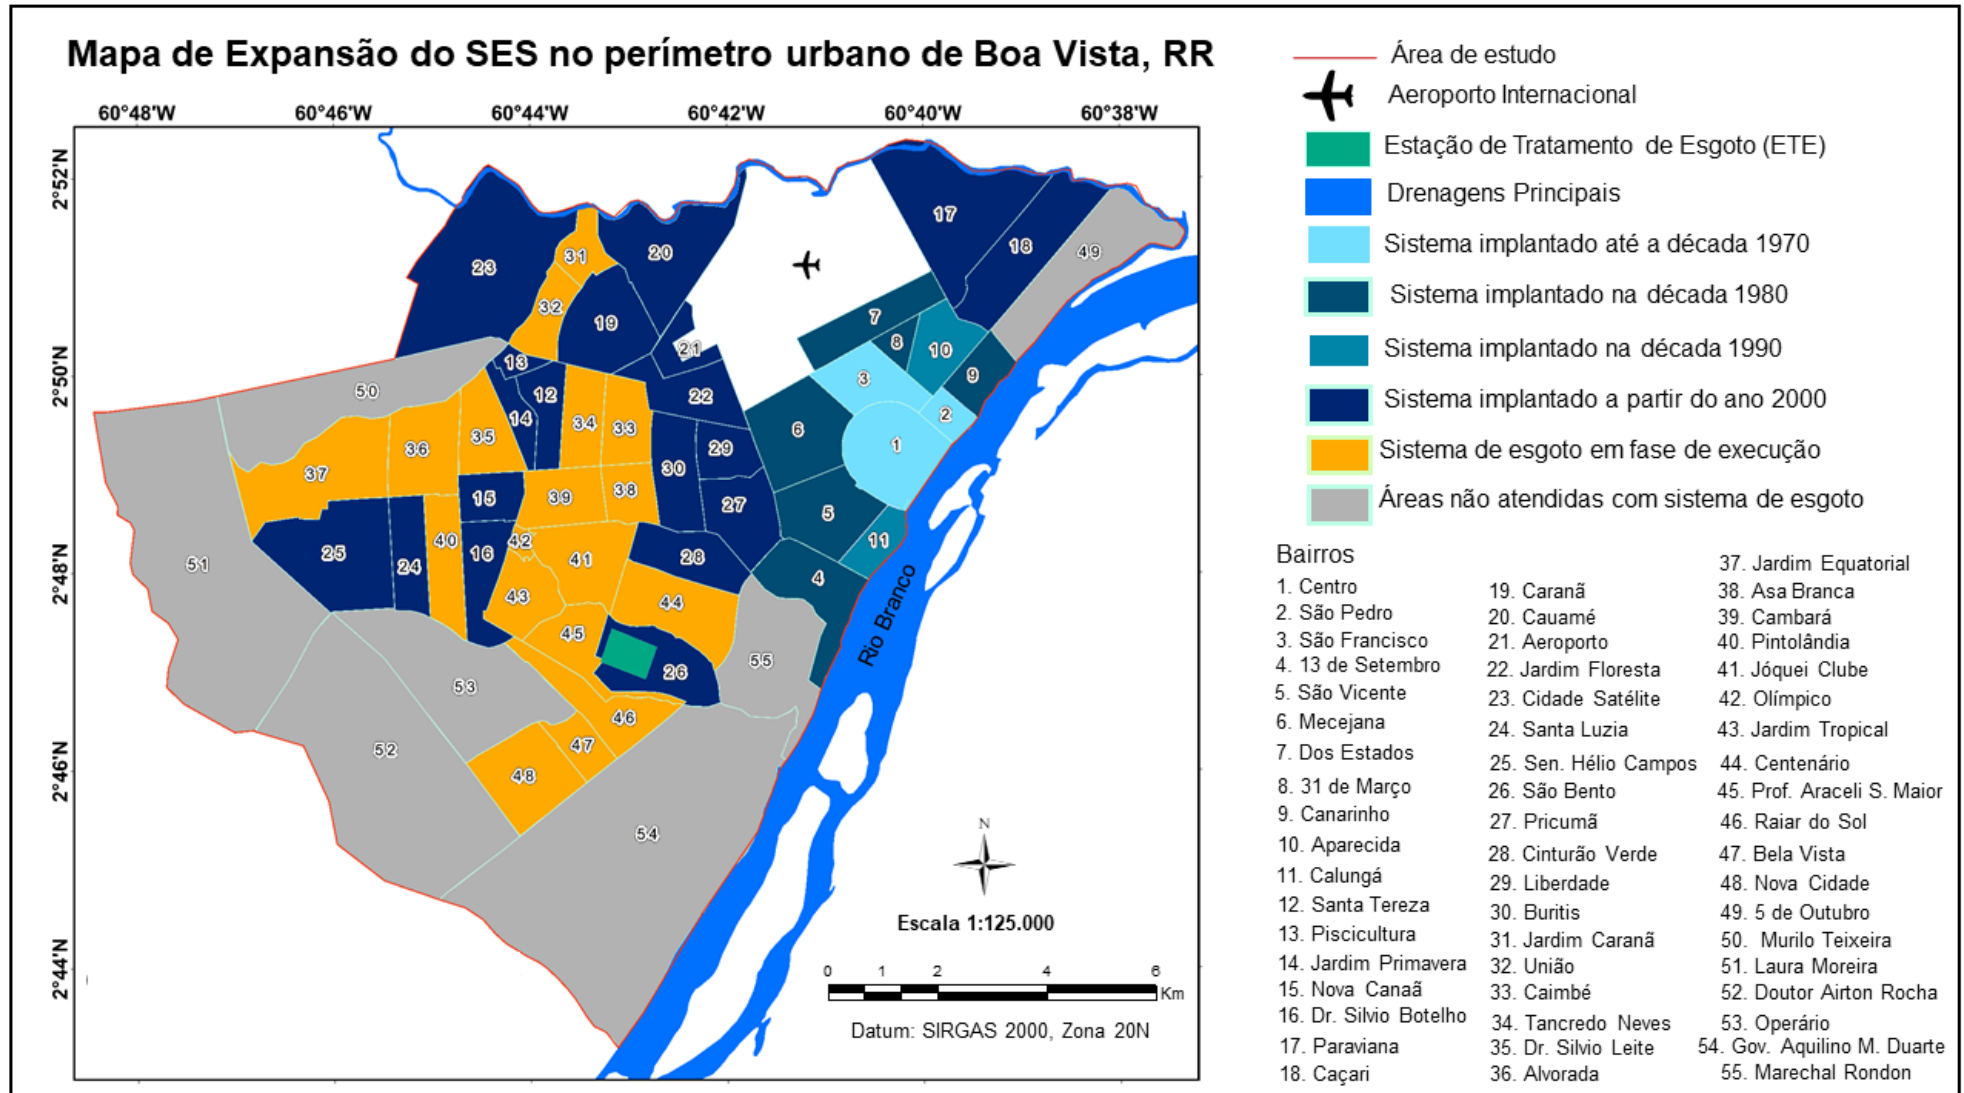 Mapa de Expansão do SES no perímetro urbano de Boa Vista, RR
60°48'W 60°46'W 60°44'W 60°42'W 60°40'W 60°38'W
2°52'N
2°50'N
2°48'N
2°46'N
2°44'N
17
18
49
20
31
23
32
19
7
21
8
10
13
9
50
3
12
22
2
14
34
33
35
6
1
36
29
30
37
38
15
39
27
5
42
11
25
40
16
28
41
24
51
4
43
44
45
55
26
53
46
47
52
48
54
Rio Branco
N
Escala 1:125.000
0 1 2 4 6
Km
Datum: SIRGAS 2000, Zona 20N
Área de estudo
Aeroporto Internacional
Estação de Tratamento de Esgoto (ETE)
Drenagens Principais
Sistema implantado até a década 1970
Sistema implantado na década 1980
Sistema implantado na década 1990
Sistema implantado a partir do ano 2000
Sistema de esgoto em fase de execução
Áreas não atendidas com sistema de esgoto
Bairros
1. Centro
2. São Pedro
3. São Francisco
4. 13 de Setembro
5. São Vicente
6. Mecejana
7. Dos Estados
8. 31 de Março
9. Canarinho
10. Aparecida
11. Calungá
12. Santa Tereza
13. Piscicultura
14. Jardim Primavera
15. Nova Canaã
16. Dr. Silvio Botelho
17. Paraviana
18. Caçari
19. Caranã
20. Cauamé
21. Aeroporto
22. Jardim Floresta
23. Cidade Satélite
24. Santa Luzia
25. Sen. Hélio Campos
26. São Bento
27. Pricumã
28. Cinturão Verde
29. Liberdade
30. Buritis
31. Jardim Caranã
32. União
33. Caimbé
34. Tancredo Neves
35. Dr. Silvio Leite
36. Alvorada
37. Jardim Equatorial
38. Asa Branca
39. Cambará
40. Pintolândia
41. Jóquei Clube
42. Olímpico
43. Jardim Tropical
44. Centenário
45. Prof. Araceli S. Maior
46. Raiar do Sol
47. Bela Vista
48. Nova Cidade
49. 5 de Outubro
50. Murilo Teixeira
51. Laura Moreira
52. Doutor Airton Rocha
53. Operário
54. Gov. Aquilino M. Duarte
55. Marechal Rondon